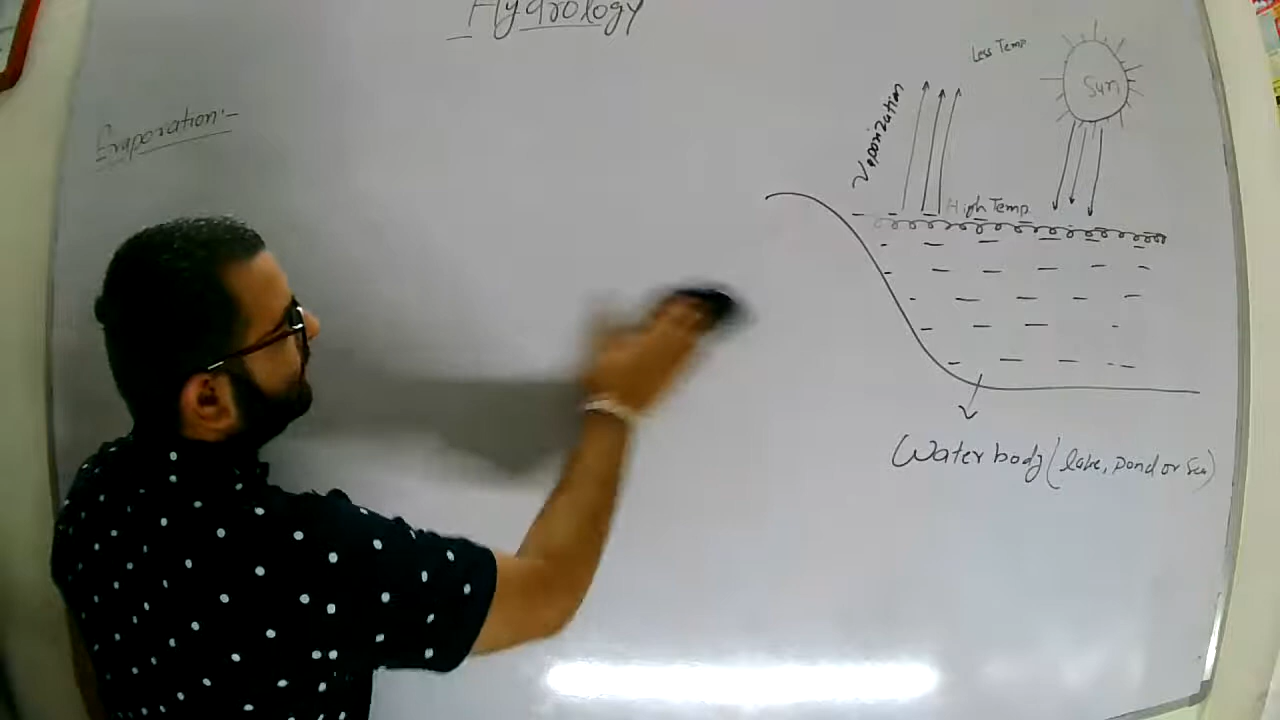 Hydrology
Evaporation:-
Less Temp
Sun
Vaporization
High Temp
Water body (lake, pond or sea)